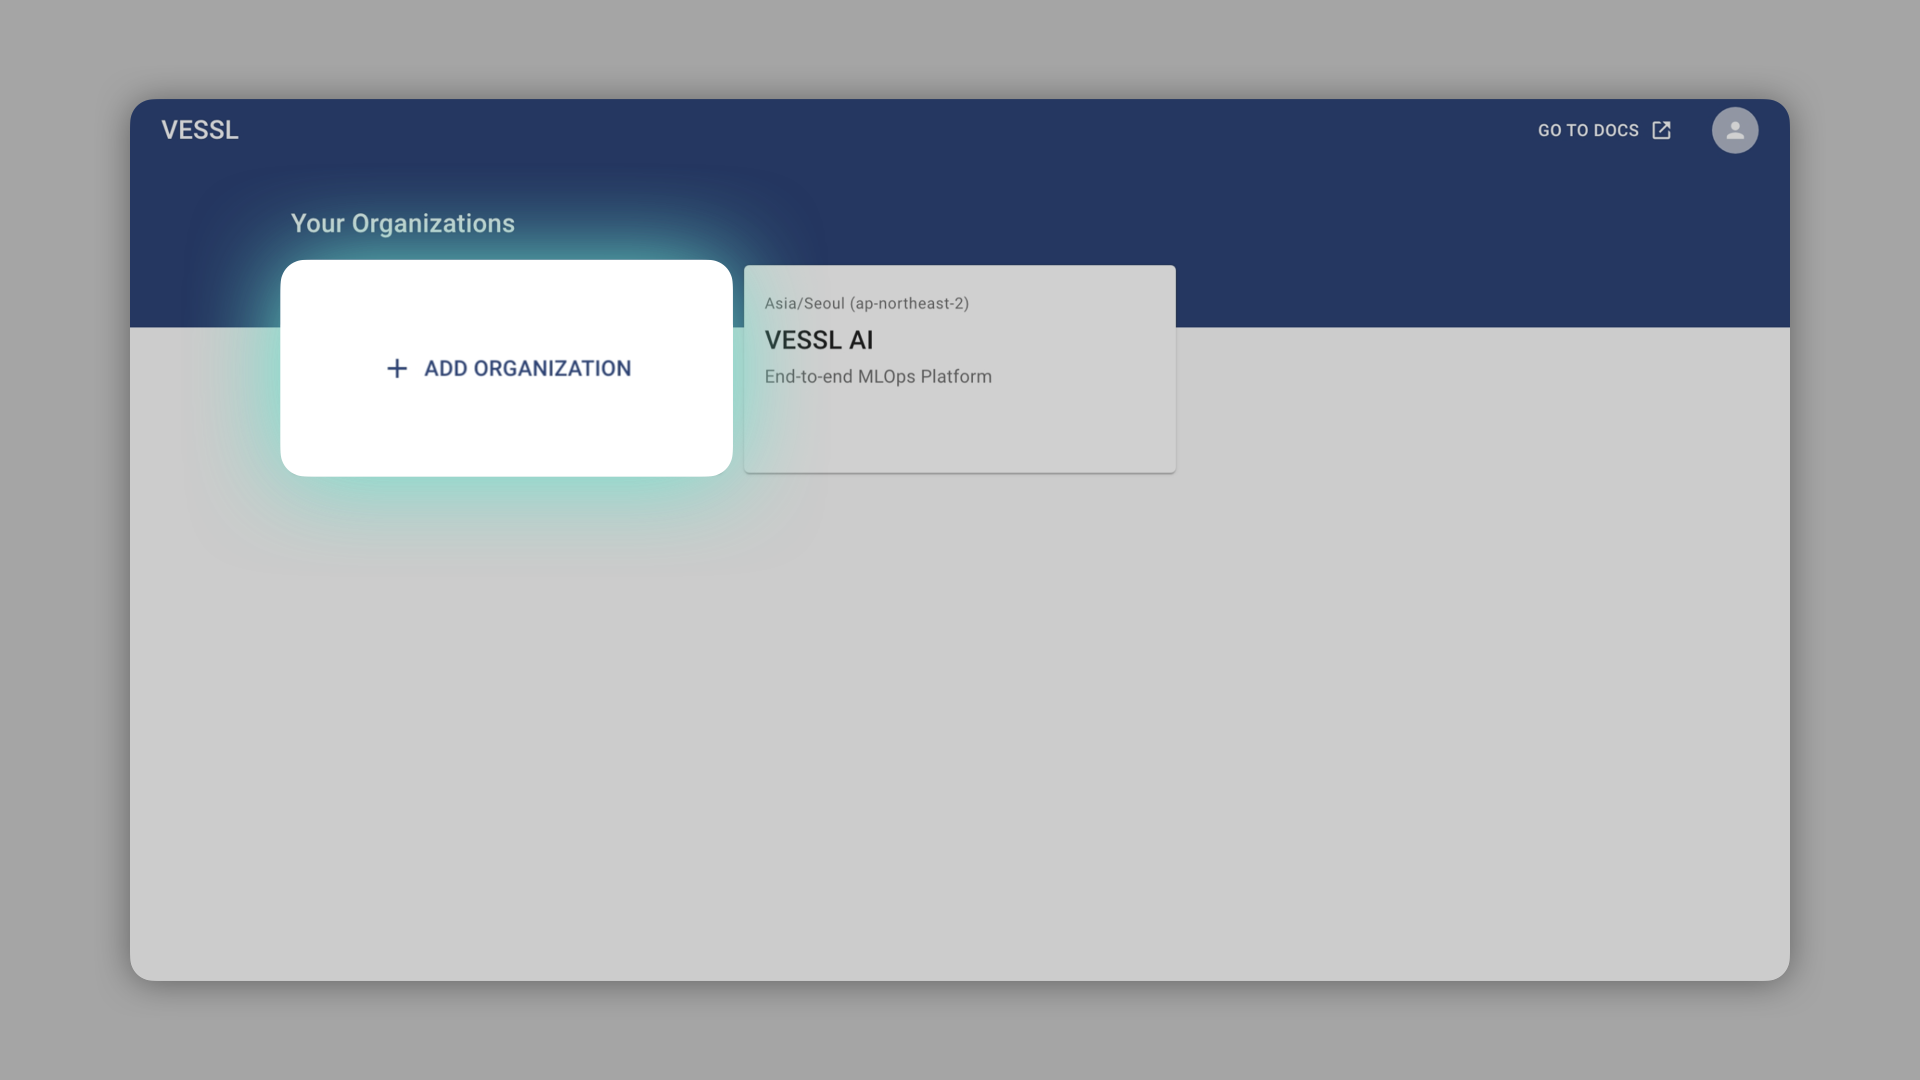 VESSL
GO TO DOCS
Your Organizations
ADD ORGANIZATION
Asia/Seoul (ap-northeast-2)
VESSL AI
End-to-end MLOps Platform